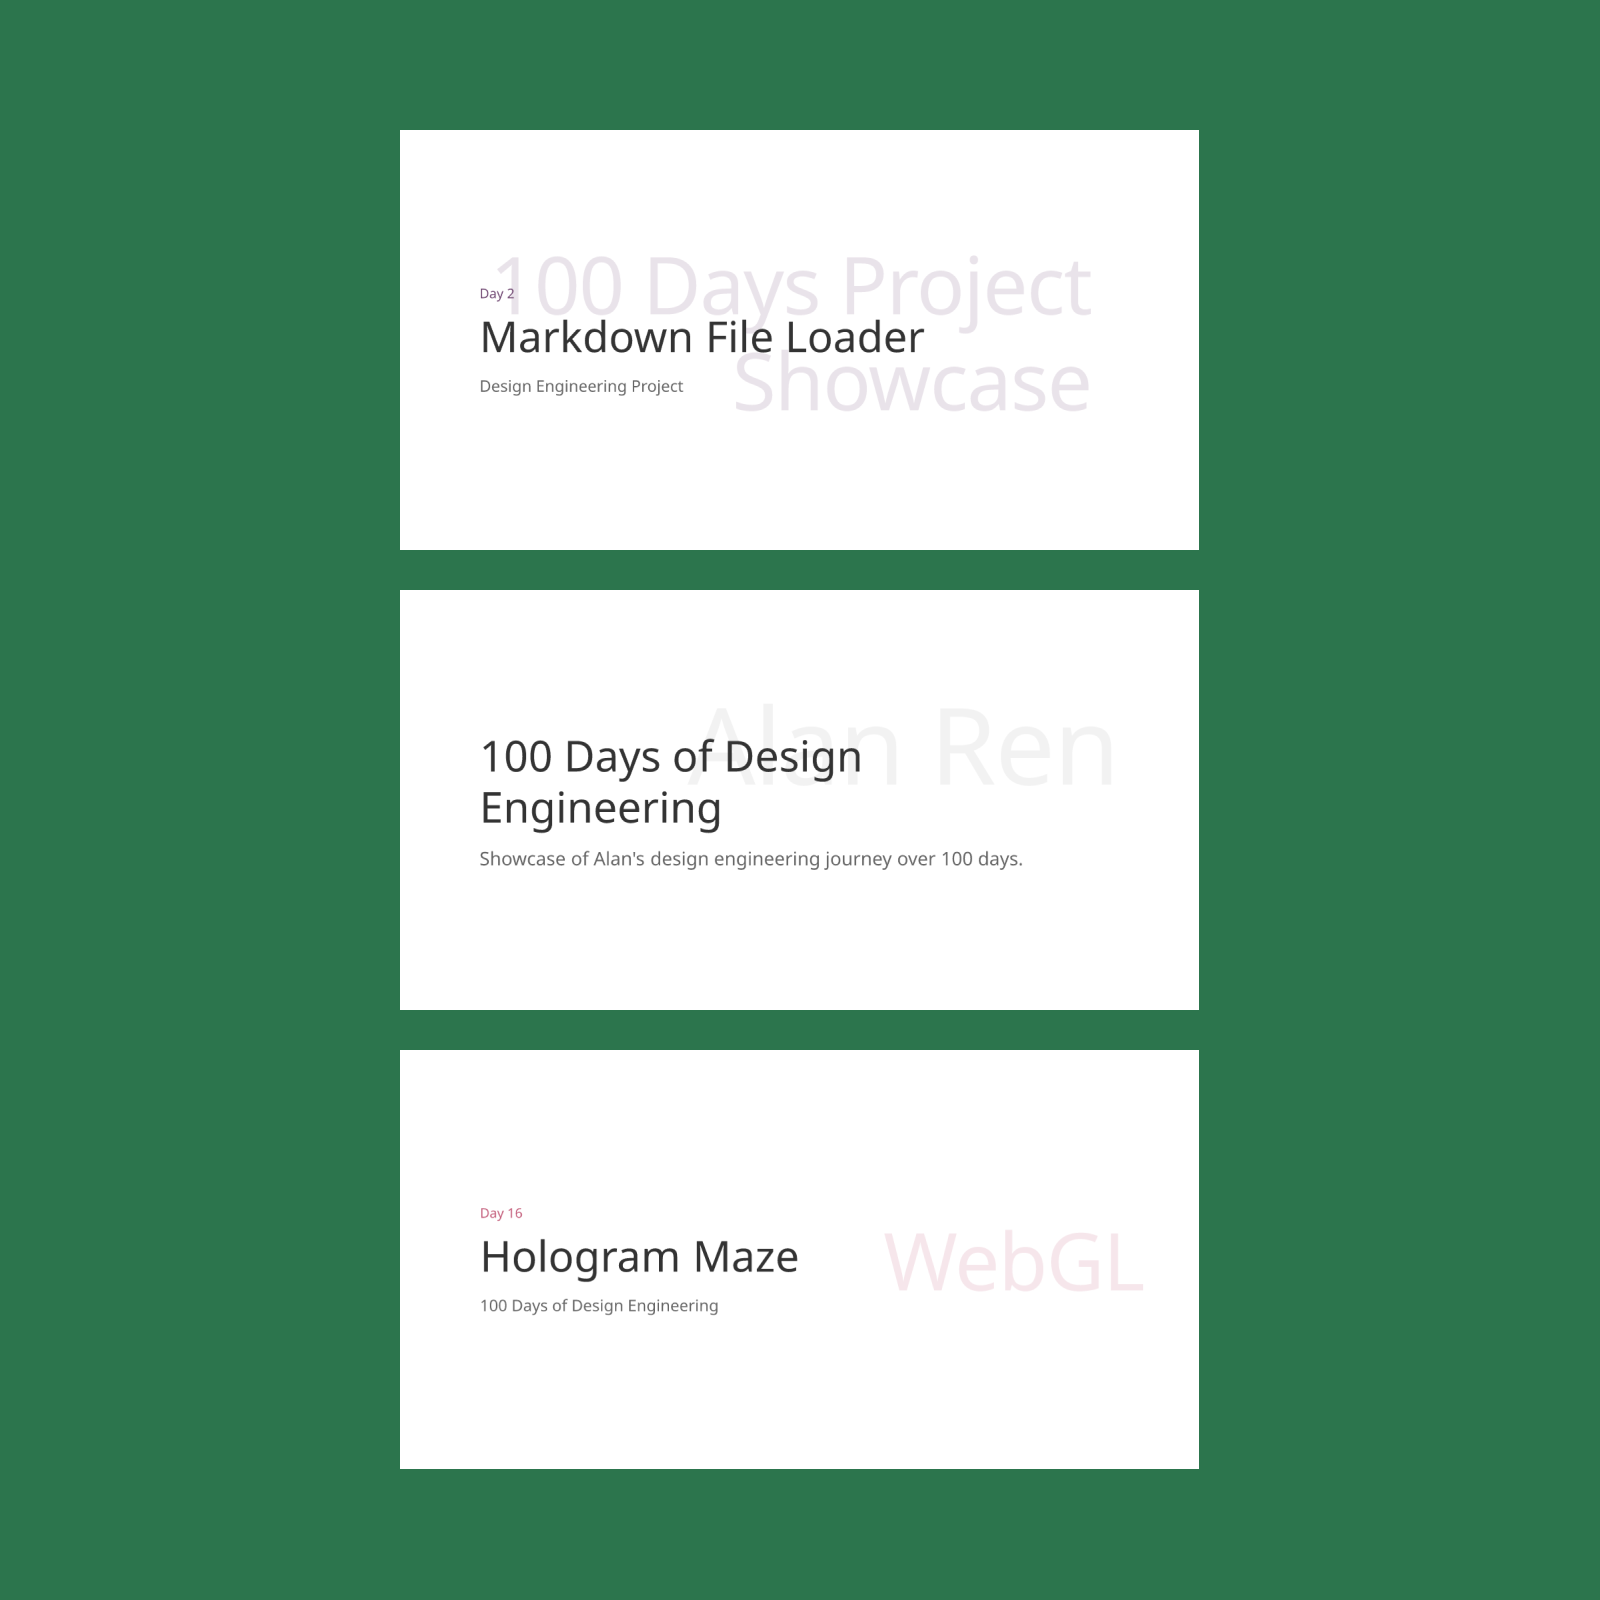 100 Days Project
Showcase
Day 2
Markdown File Loader
Design Engineering Project
Alan Ren
100 Days of Design
Engineering
Showcase of Alan's design engineering journey over 100 days.
Day 16
Hologram Maze
100 Days of Design Engineering
WebGL